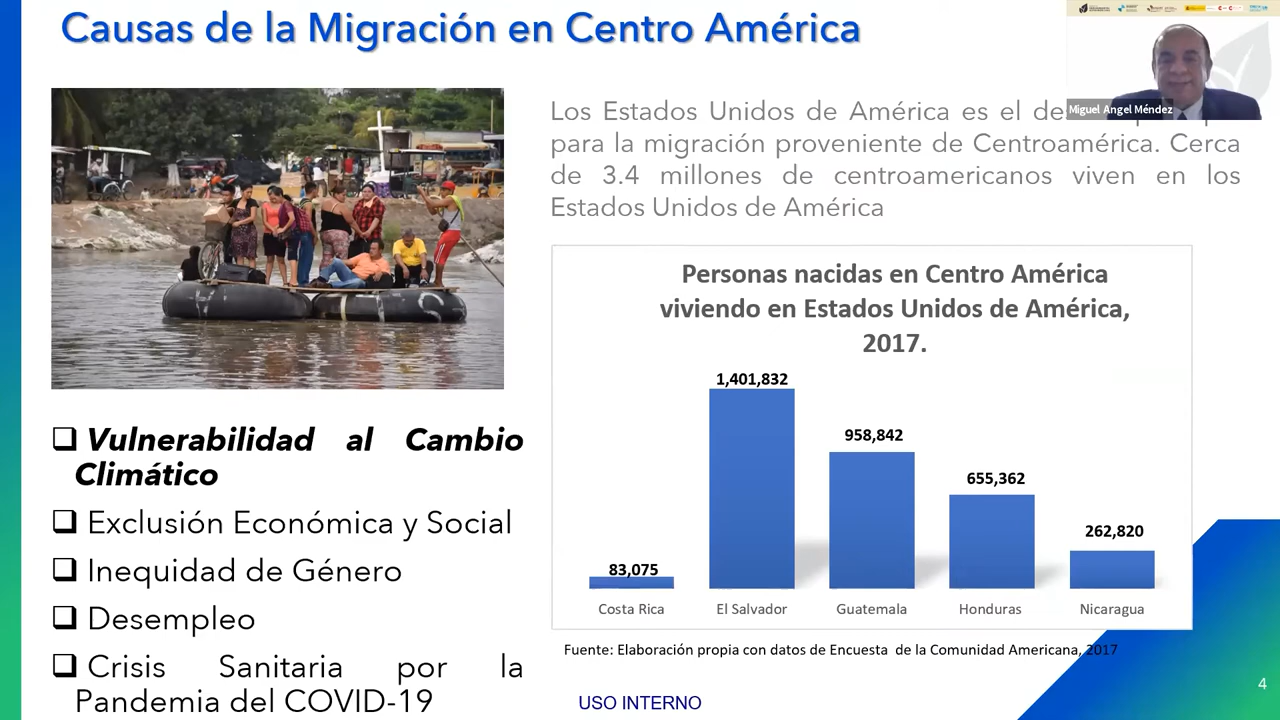 Causas de la Migración en Centro América
Miguel Angel Méndez
Los Estados Unidos de América es el
para la migración proveniente de Centroamérica. Cerca
de 3.4 millones de centroamericanos viven en los
Estados Unidos de América
Personas nacidas en Centro América
viviendo en Estados Unidos de América,
2017.
1,401,832
958,842
655,362
262,820
83,075
Costa Rica
El Salvador
Guatemala
Honduras
Nicaragua
Fuente: Elaboración propia con datos de Encuesta de la Comunidad Americana, 2017
Vulnerabilidad al Cambio
Climático
Exclusión Económica y Social
Inequidad de Género
Desempleo
Crisis Sanitaria por la
Pandemia del COVID-19
USO INTERNO
4